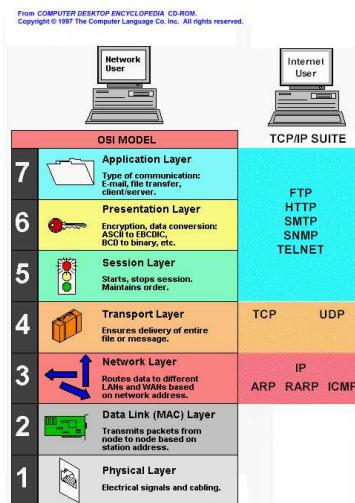 From COMPUTER DESKTOP ENCYCLOPEDIA CD-ROM.
Copyright © 1997 The Computer Language Co. Inc. All rights reserved.
Network
User
Internet
User
OSI MODEL
TCP/IP SUITE
7
Application Layer
Type of communication:
E-mail, file transfer,
client/server.
6
Presentation Layer
Encryption, data conversion:
ASCII to EBCDIC,
BCD to binary, etc.
5
Session Layer
Starts, stops session.
Maintains order.
FTP
HTTP
SMTP
SNMP
TELNET
4
Transport Layer
Ensures delivery of entire
file or message.
TCP UDP
3
Network Layer
Routes data to different
LANs and WANs based
on network address.
IP
ARP RARP ICMP
2
Data Link (MAC) Layer
Transmits packets from
node to node based on
station address.
1
Physical Layer
Electrical signals and cabling.